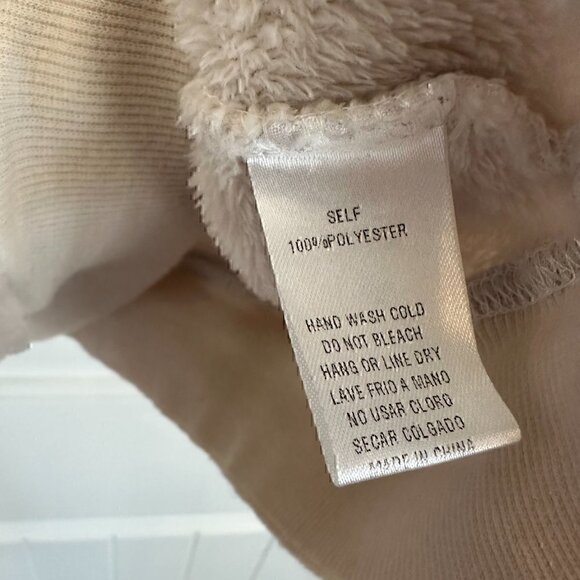 SELF
100%POLYESTER
HAND WASH COLD
DO NOT BLEACH
HANG OR LINE DRY
LAVE FRIO A MANO
NO USAR CLORO
SECAR COLGADO
MADE IN CHINA